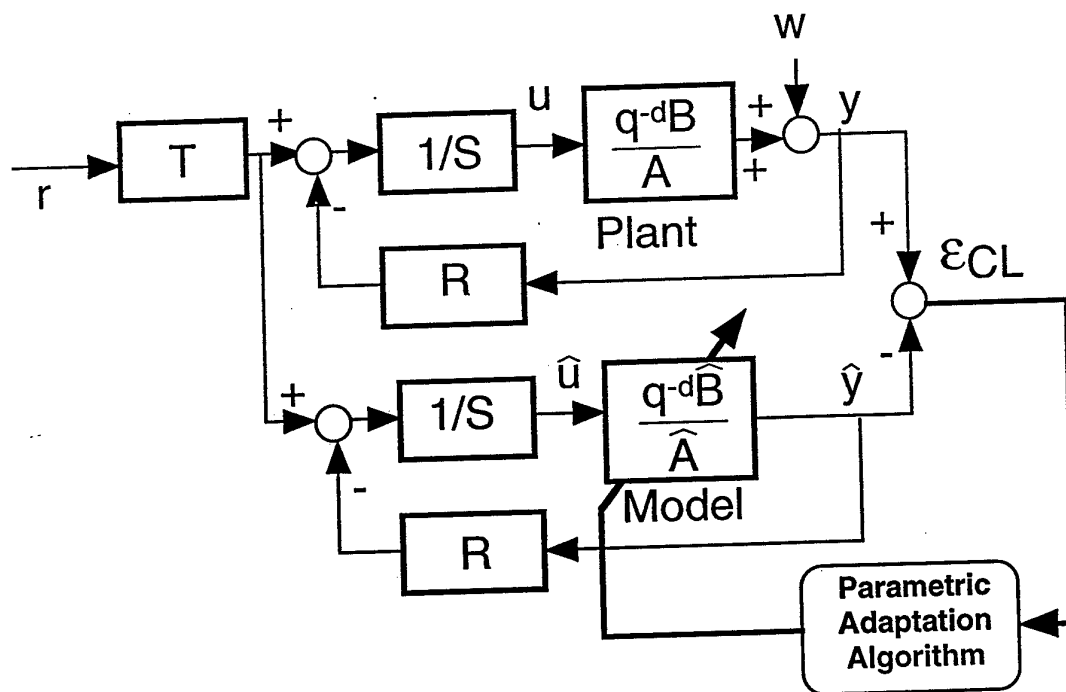 w
r
T
+
-
1/S
u
q-dB
A
Plant
+
+
y
R
+
-
εCL
+
-
1/S
û
q-dB̂
Â
Model
ŷ
R
Parametric
Adaptation
Algorithm